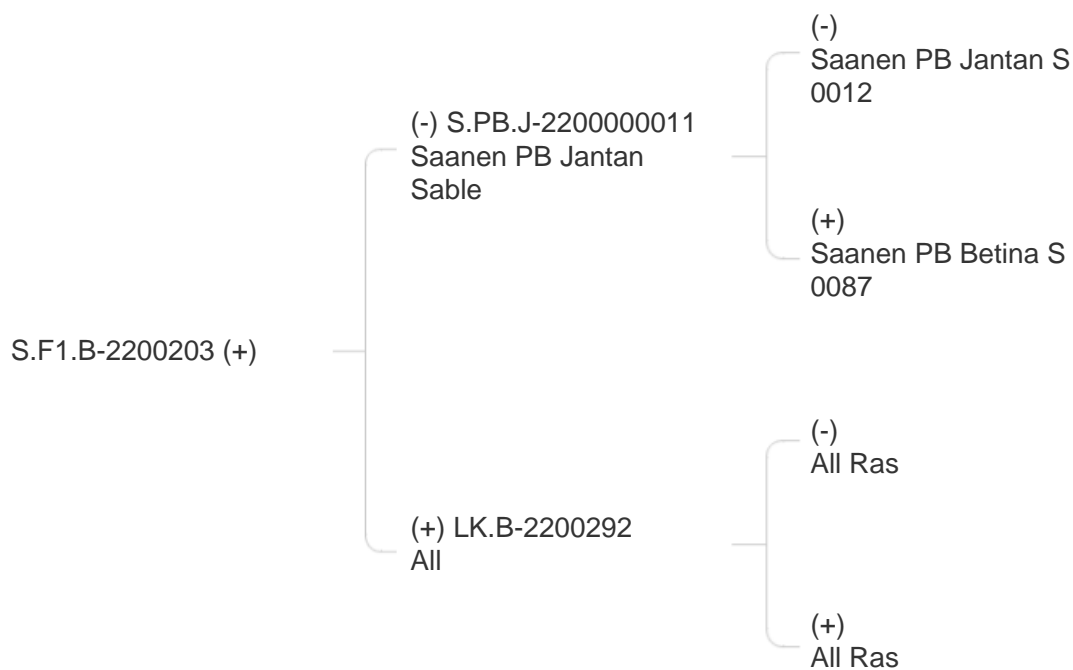 (-)
Saanen PB Jantan S
0012
(-) S.PB.J-2200000011
Saanen PB Jantan
Sable
(+)
Saanen PB Betina S
0087
S.F1.B-2200203 (+)
(-)
All Ras
(+) LK.B-2200292
All
(+)
All Ras